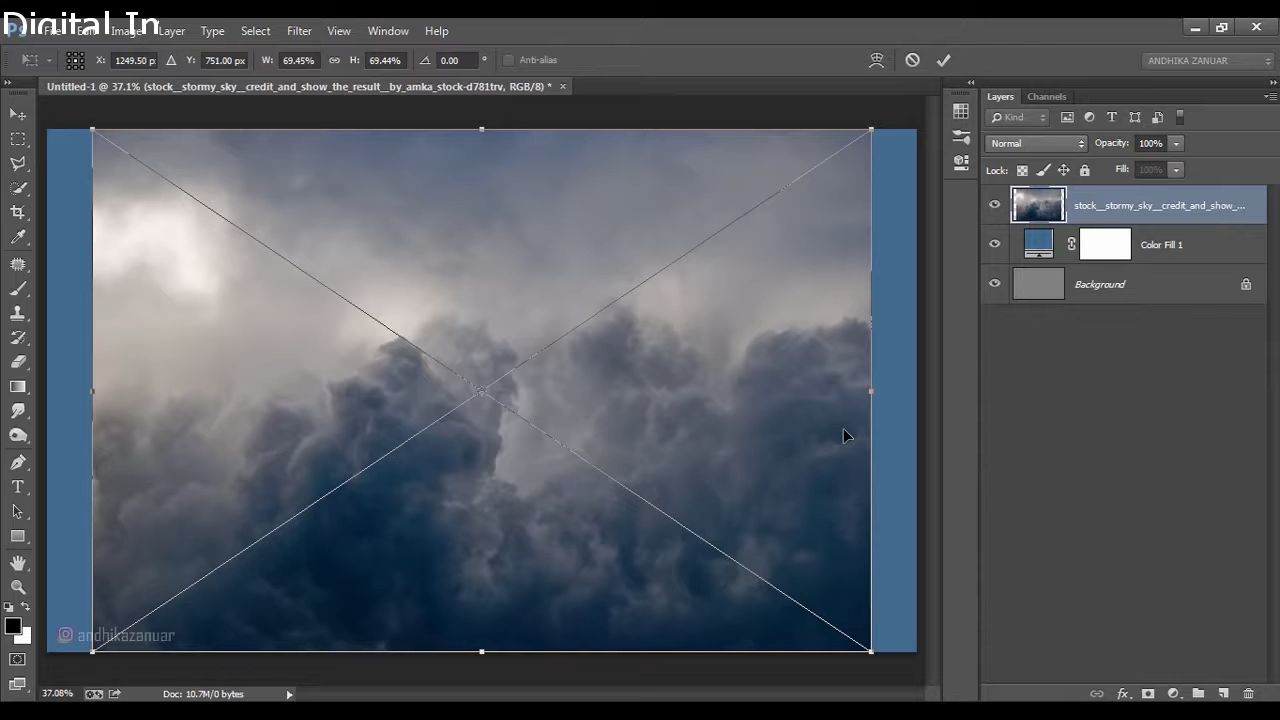 Digital In
Ps File Edit Image Layer Type Select Filter View Window Help
X: 1249.50 p: Y: 751.00 px W: 69.45% H: 69.44% 0.00 ° Anti-alias ANDHIKA ZANUAR
Untitled-1 @ 37.1% (stock__stormy_sky__credit_and_show_the_result__by_amka_stock-d781trv, RGB/8) * ×
Layers Channels
Kind
Normal Opacity: 100%
Lock: Fill: 100%
stock__stormy_sky__credit_and_show_...
Color Fill 1
Background
andhikazanuar
37.08% Doc: 10.7M/0 bytes